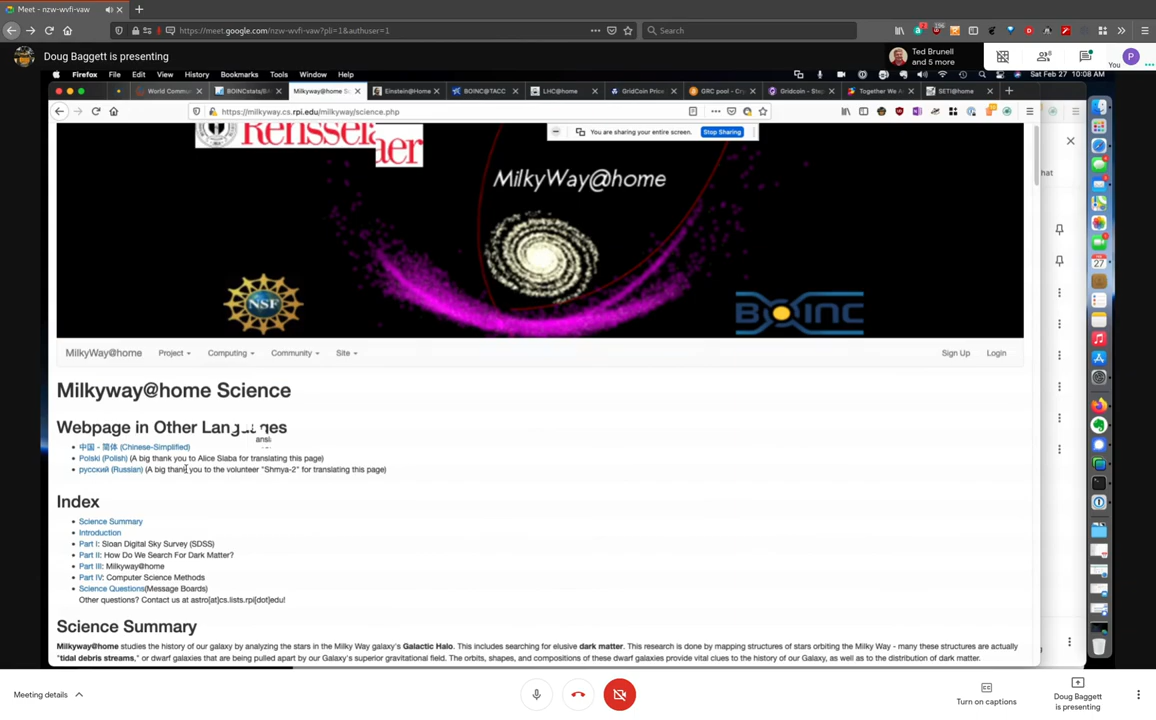 Meet - nzw-wvfi-vaw
https://meet.google.com/nzw-wvfi-vaw?pli=1&authuser=1
Search
196
Doug Baggett is presenting
Ted Brunell
and 5 more
You
P
Firefox File Edit View History Bookmarks Tools Window Help
Sat Feb 27 10:08 AM
World Commu
BOINCstats/BA
Milkyway@home S
Einstein@Home
BOINC@TACC
LHC@home
GridCoin Price
GRC pool - Cry
Gridcoin - Step
Together We A
SETI@home
https://milkyway.cs.rpi.edu/milkyway/science.php
You are sharing your entire screen.
Stop Sharing
Rensselaer
aer
MilkyWay@home
hat
NSF
BOINC
27
MilkyWay@home Project Computing Community Site Sign Up Login
Milkyway@home Science
Webpage in Other Languages
ansl
中国 - 简体 (Chinese-Simplified)
Polski (Polish) (A big thank you to Alice Slaba for translating this page)
русский (Russian) (A big thank you to the volunteer "Shmya-2" for translating this page)
Index
Science Summary
Introduction
Part I: Sloan Digital Sky Survey (SDSS)
Part II: How Do We Search For Dark Matter?
Part III: Milkyway@home
Part IV: Computer Science Methods
Science Questions(Message Boards)
Other questions? Contact us at astro[at]cs.lists.rpi[dot]edu!
Science Summary
Milkyway@home studies the history of our galaxy by analyzing the stars in the Milky Way galaxy's Galactic Halo. This includes searching for elusive dark matter. This research is done by mapping structures of stars orbiting the Milky Way - many these structures are actually
"tidal debris streams," or dwarf galaxies that are being pulled apart by our Galaxy's superior gravitational field. The orbits, shapes, and compositions of these dwarf galaxies provide vital clues to the history of our Galaxy, as well as to the distribution of dark matter.
Meeting details
Turn on captions
Doug Baggett
is presenting